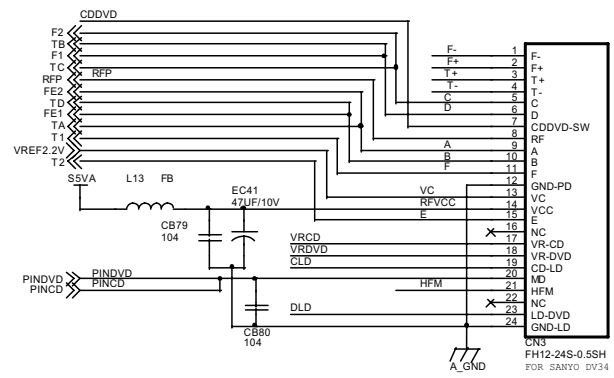 CDDVD
F2
TB
F1
TC
RFP RFP
FE2
TD
FE1
TA
T1
VREF2.2V
T2
S5VA L13 FB
EC41
47UF/10V
CB79
104
PINDVD PINDVD
PINCD PINCD
CB80
104
F-
F+
T+
T-
C
D
A
B
F
VC
RFVCC
E
VRCD
VRDVD
CLD
HFM
DLD
1 F-
2 F+
3 T+
4 T-
5 C
6 D
7 CDDVD-SW
8 RF
9 A
10 B
11 F
12 GND-PD
13 VC
14 VCC
15 E
16 NC
17 VR-CD
18 VR-DVD
19 CD-LD
20 MD
21 HFM
22 NC
23 LD-DVD
24 GND-LD
CN3
FH12-24S-0.5SH
FOR SANYO DV34
A_GND